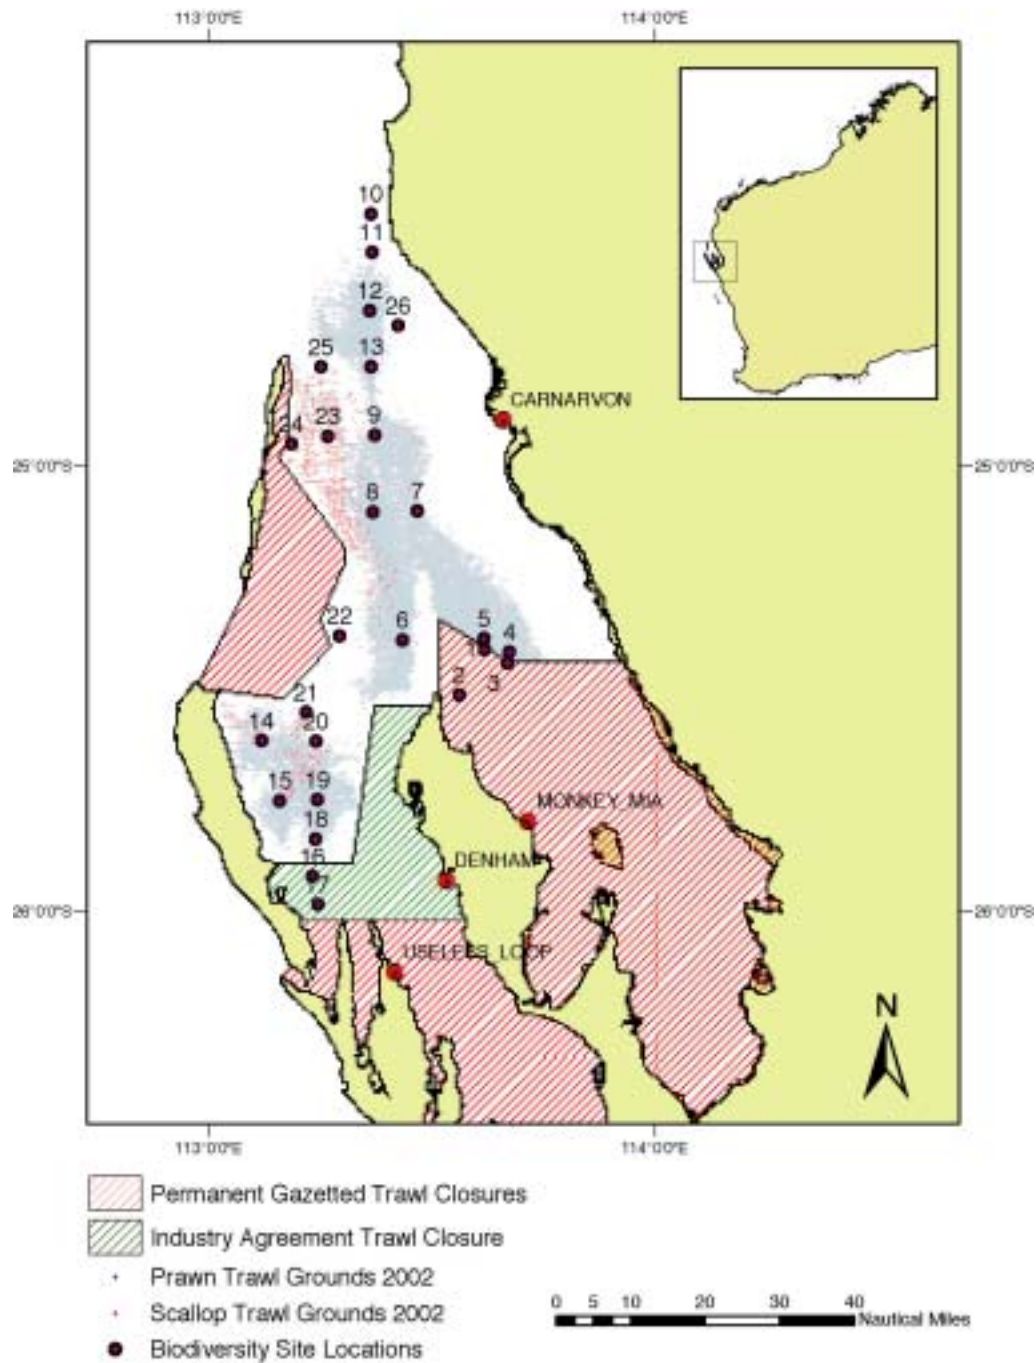 113°0'0"E 114°0'0"E
10
11
12
26
25
13
CARNARVON
24 23 9
25°0'0"S 25°0'0"S
8 7
22 6 5 4
1
3
2
21
14 20
15 19
MONKEY MIA
18
16
DENHAM
17
26°0'0"S 26°0'0"S
USELESS LOOP
N
113°0'0"E 114°0'0"E
Permanent Gazetted Trawl Closures
Industry Agreement Trawl Closure
Prawn Trawl Grounds 2002
Scallop Trawl Grounds 2002
0 5 10 20 30 40
Nautical Miles
Biodiversity Site Locations